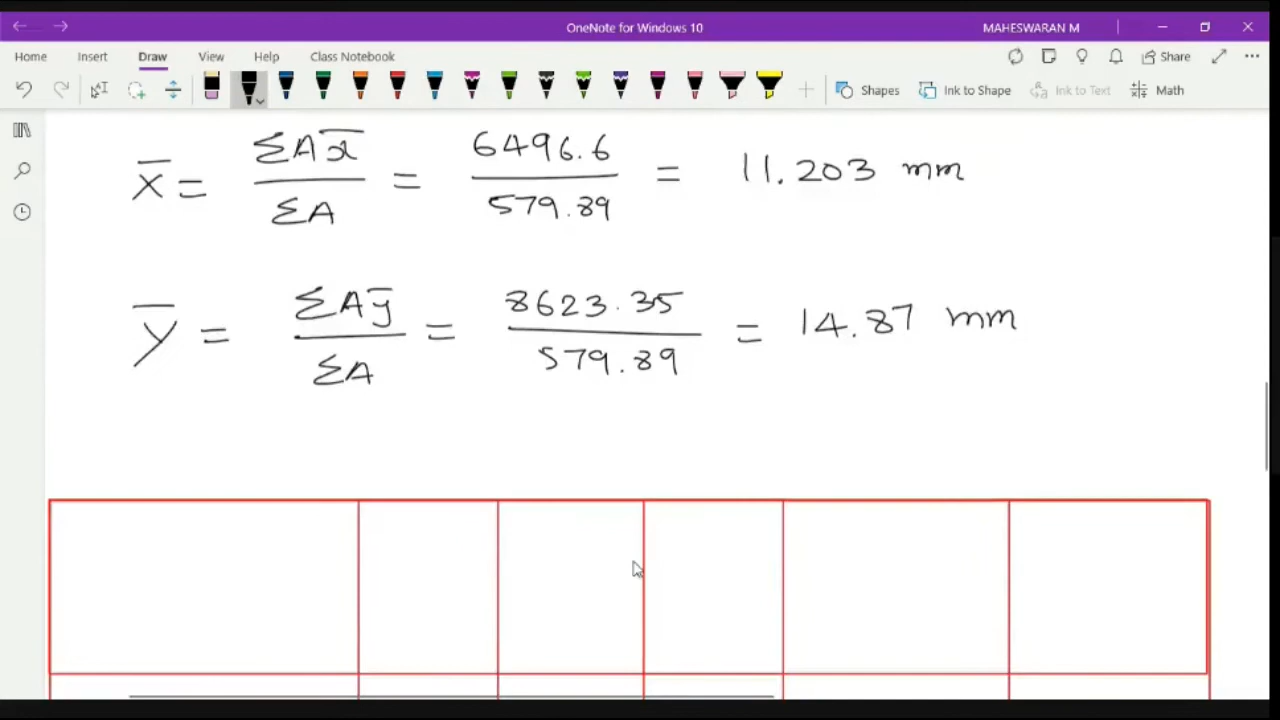 OneNote for Windows 10
MAHESWARAN M
Home Insert Draw View Help Class Notebook
Share
Shapes Ink to Shape Ink to Text Math
X̄ = ΣAx̄ / ΣA = 6496.6 / 579.89 = 11.203 mm
ȳ = ΣAȳ / ΣA = 8623.35 / 579.89 = 14.87 mm